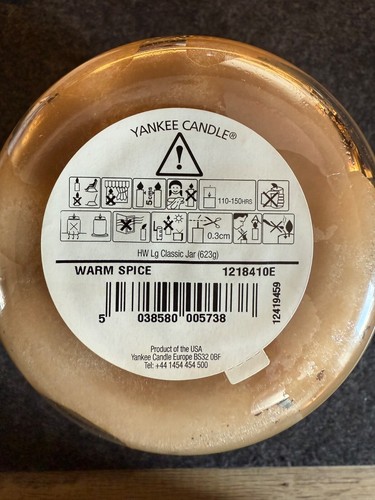 YANKEE CANDLE®
110-150HRS
0.3cm
HW Lg Classic Jar (623g)
WARM SPICE 1218410E
5 038580 005738
12419459
Product of the USA
Yankee Candle Europe BS32 0BF
Tel: +44 1454 454 500